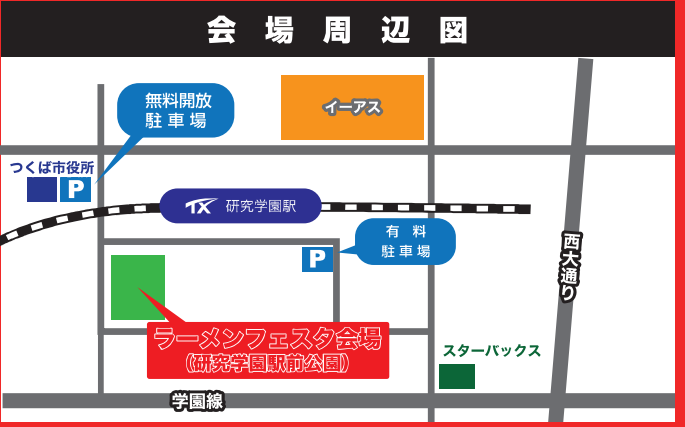 会場周辺図
無料開放
駐車場
イーアス
つくば市役所
P
TX 研究学園駅
有料
駐車場
P
西大通り
ラーメンフェスタ会場
(研究学園駅前公園)
スターバックス
学園線